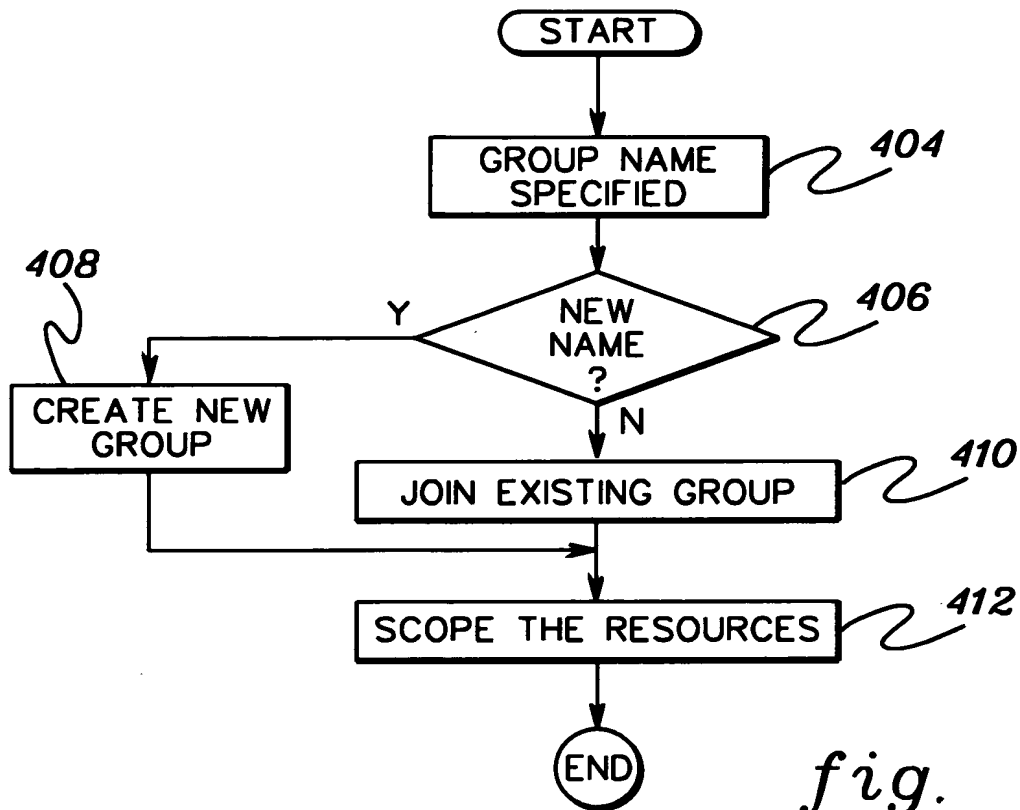 START
GROUP NAME
SPECIFIED
404
NEW
NAME
?
406
Y
N
408
CREATE NEW
GROUP
JOIN EXISTING GROUP
410
SCOPE THE RESOURCES
412
END
fig.